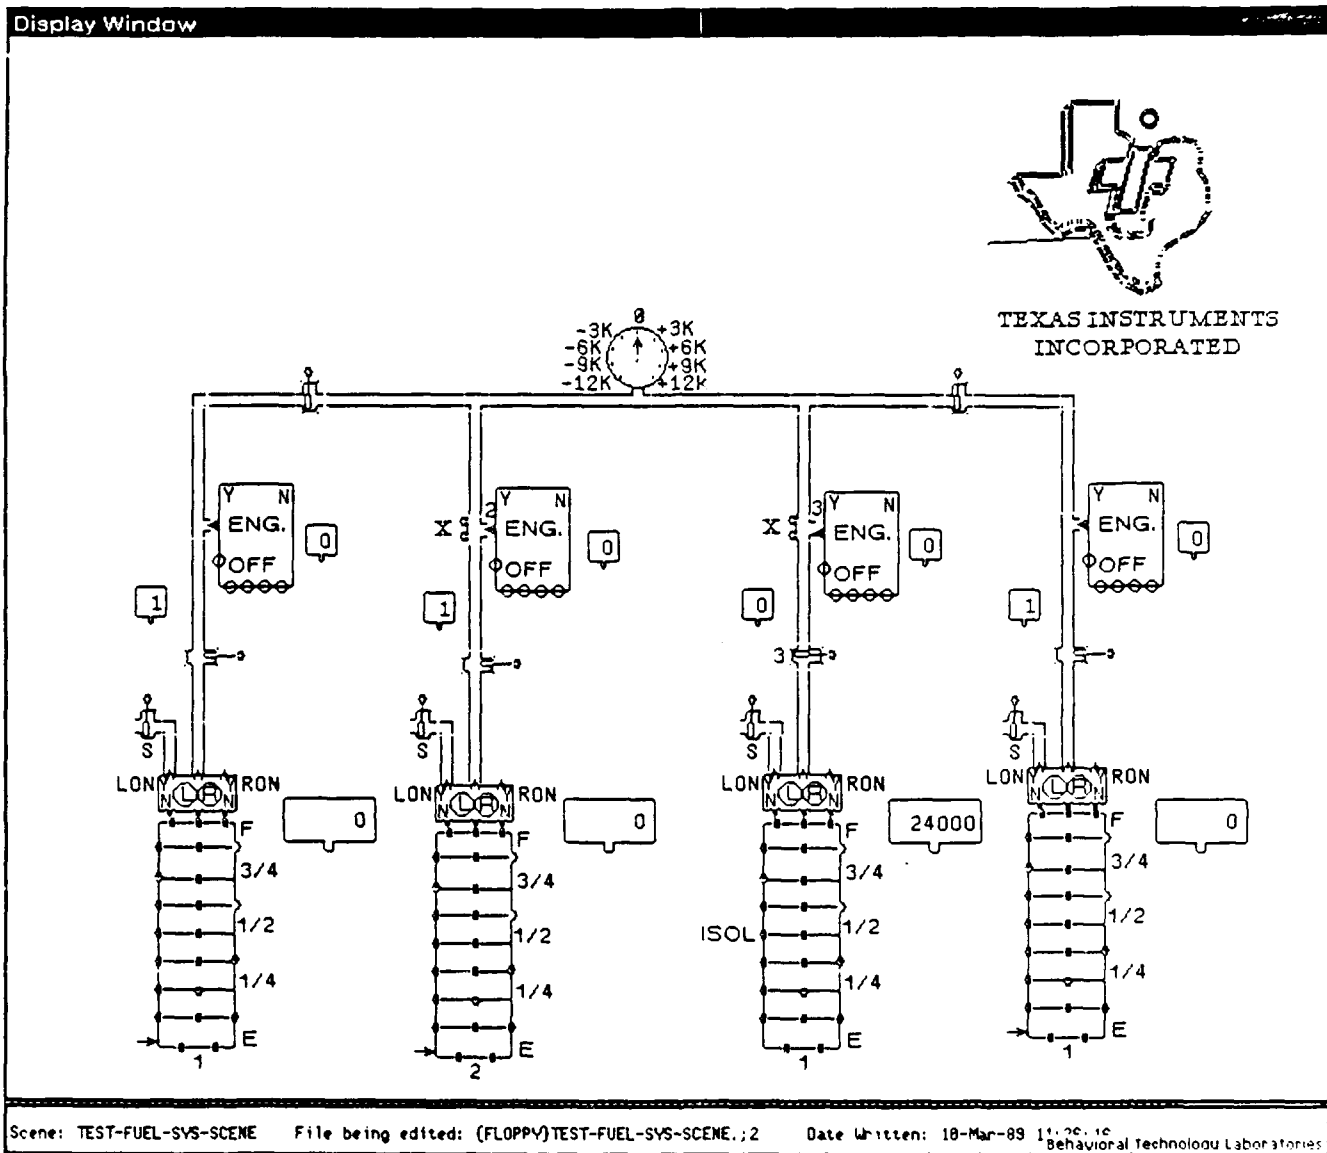 Display Window
TEXAS INSTRUMENTS
INCORPORATED
0
-3K +3K
-6K +6K
-9K +9K
-12K +12K
Y N
ENG.
OFF
0
1
X
2
Y N
ENG.
OFF
0
1
X
3
Y N
ENG.
OFF
0
0
3
Y N
ENG.
OFF
0
1
S
LON
N L R N
RON
0
F
3/4
1/2
1/4
E
1
S
LON
N L R N
RON
0
F
3/4
1/2
1/4
E
2
S
LON
N L R N
RON
24000
F
3/4
ISOL
1/2
1/4
E
1
S
LON
N L R N
RON
0
F
3/4
1/2
1/4
E
1
Scene: TEST-FUEL-SYS-SCENE File being edited: {FLOPPY}TEST-FUEL-SYS-SCENE.;2 Date Written: 10-Mar-89
Behavioral Technology Laboratories